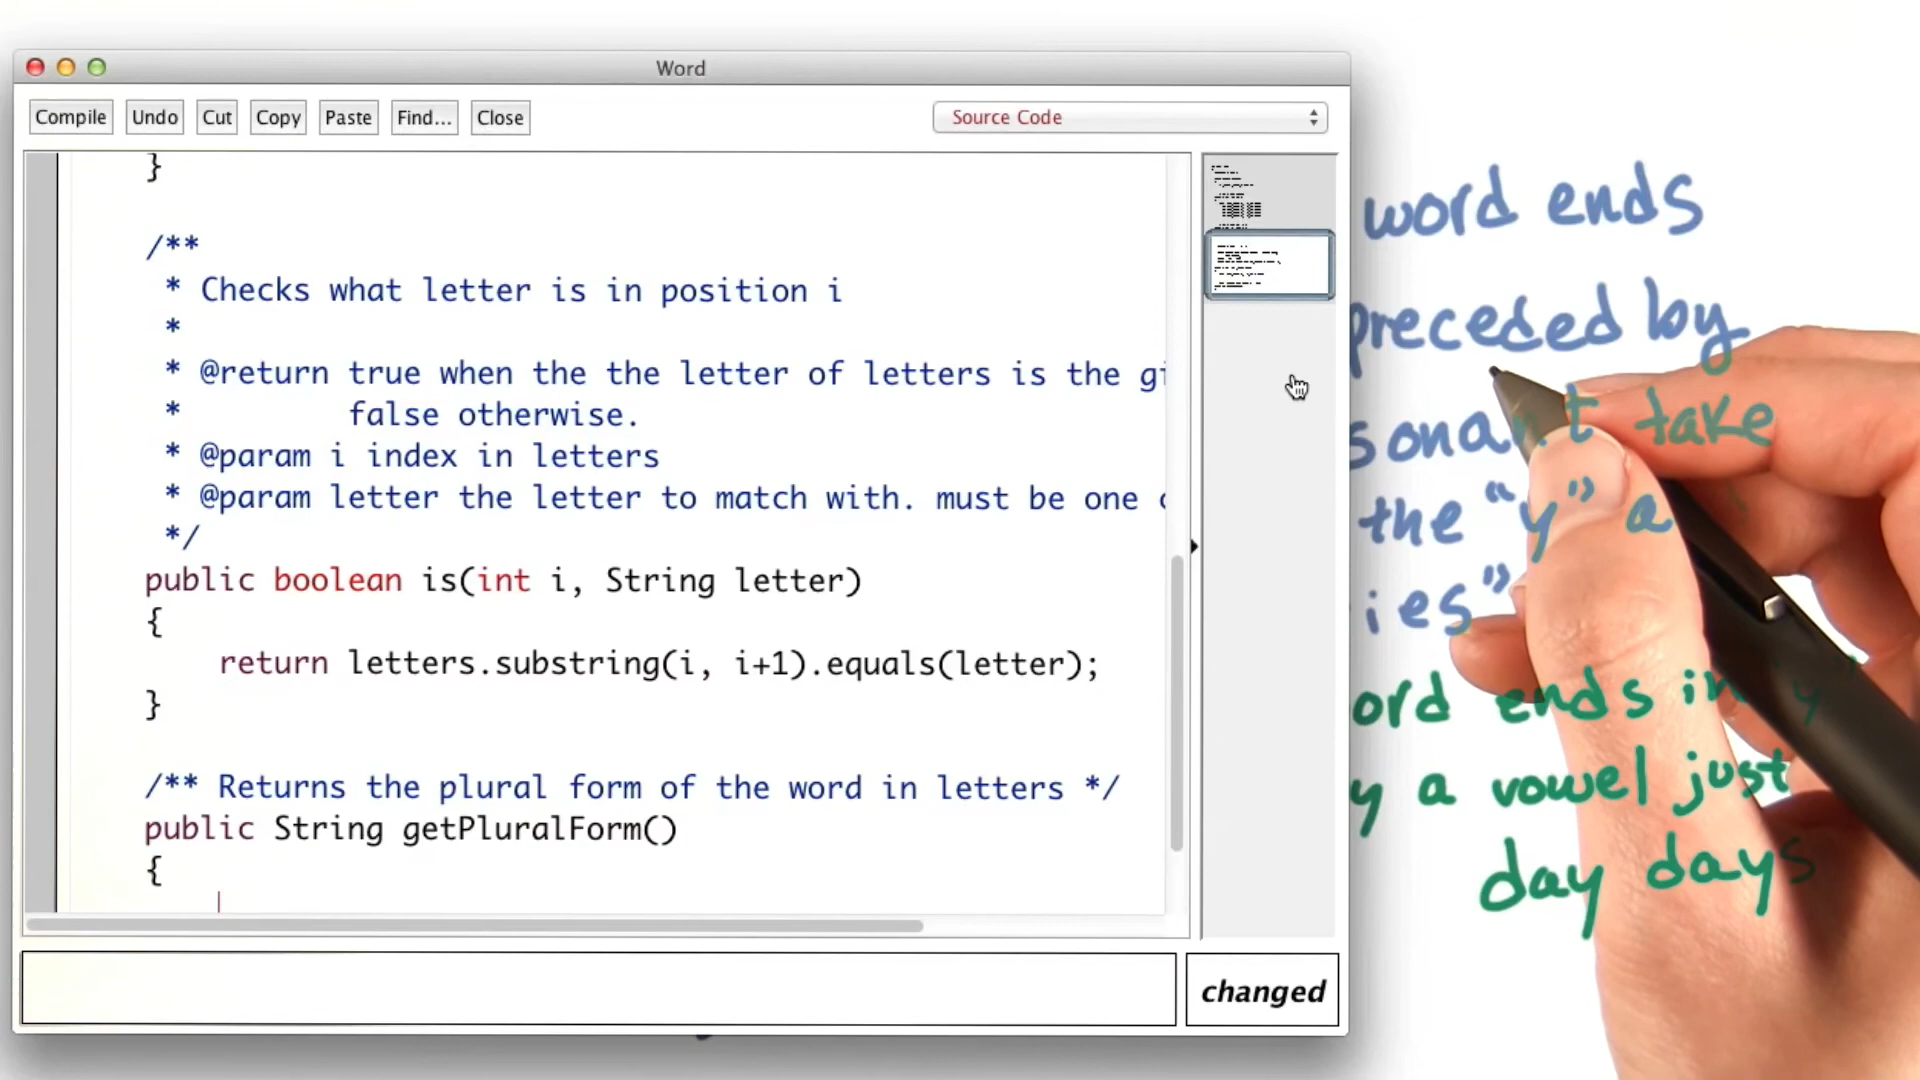 Word
Compile Undo Cut Copy Paste Find... Close Source Code
}
/**
* Checks what letter is in position i
*
* @return true when the the letter of letters is the gi
* false otherwise.
* @param i index in letters
* @param letter the letter to match with. must be one
*/
public boolean is(int i, String letter)
{
return letters.substring(i, i+1).equals(letter);
}
/** Returns the plural form of the word in letters */
public String getPluralForm()
{
changed
word ends
preceded by
sonant take
the "y" a
ies"
ord ends in y
y a vowel just
day days